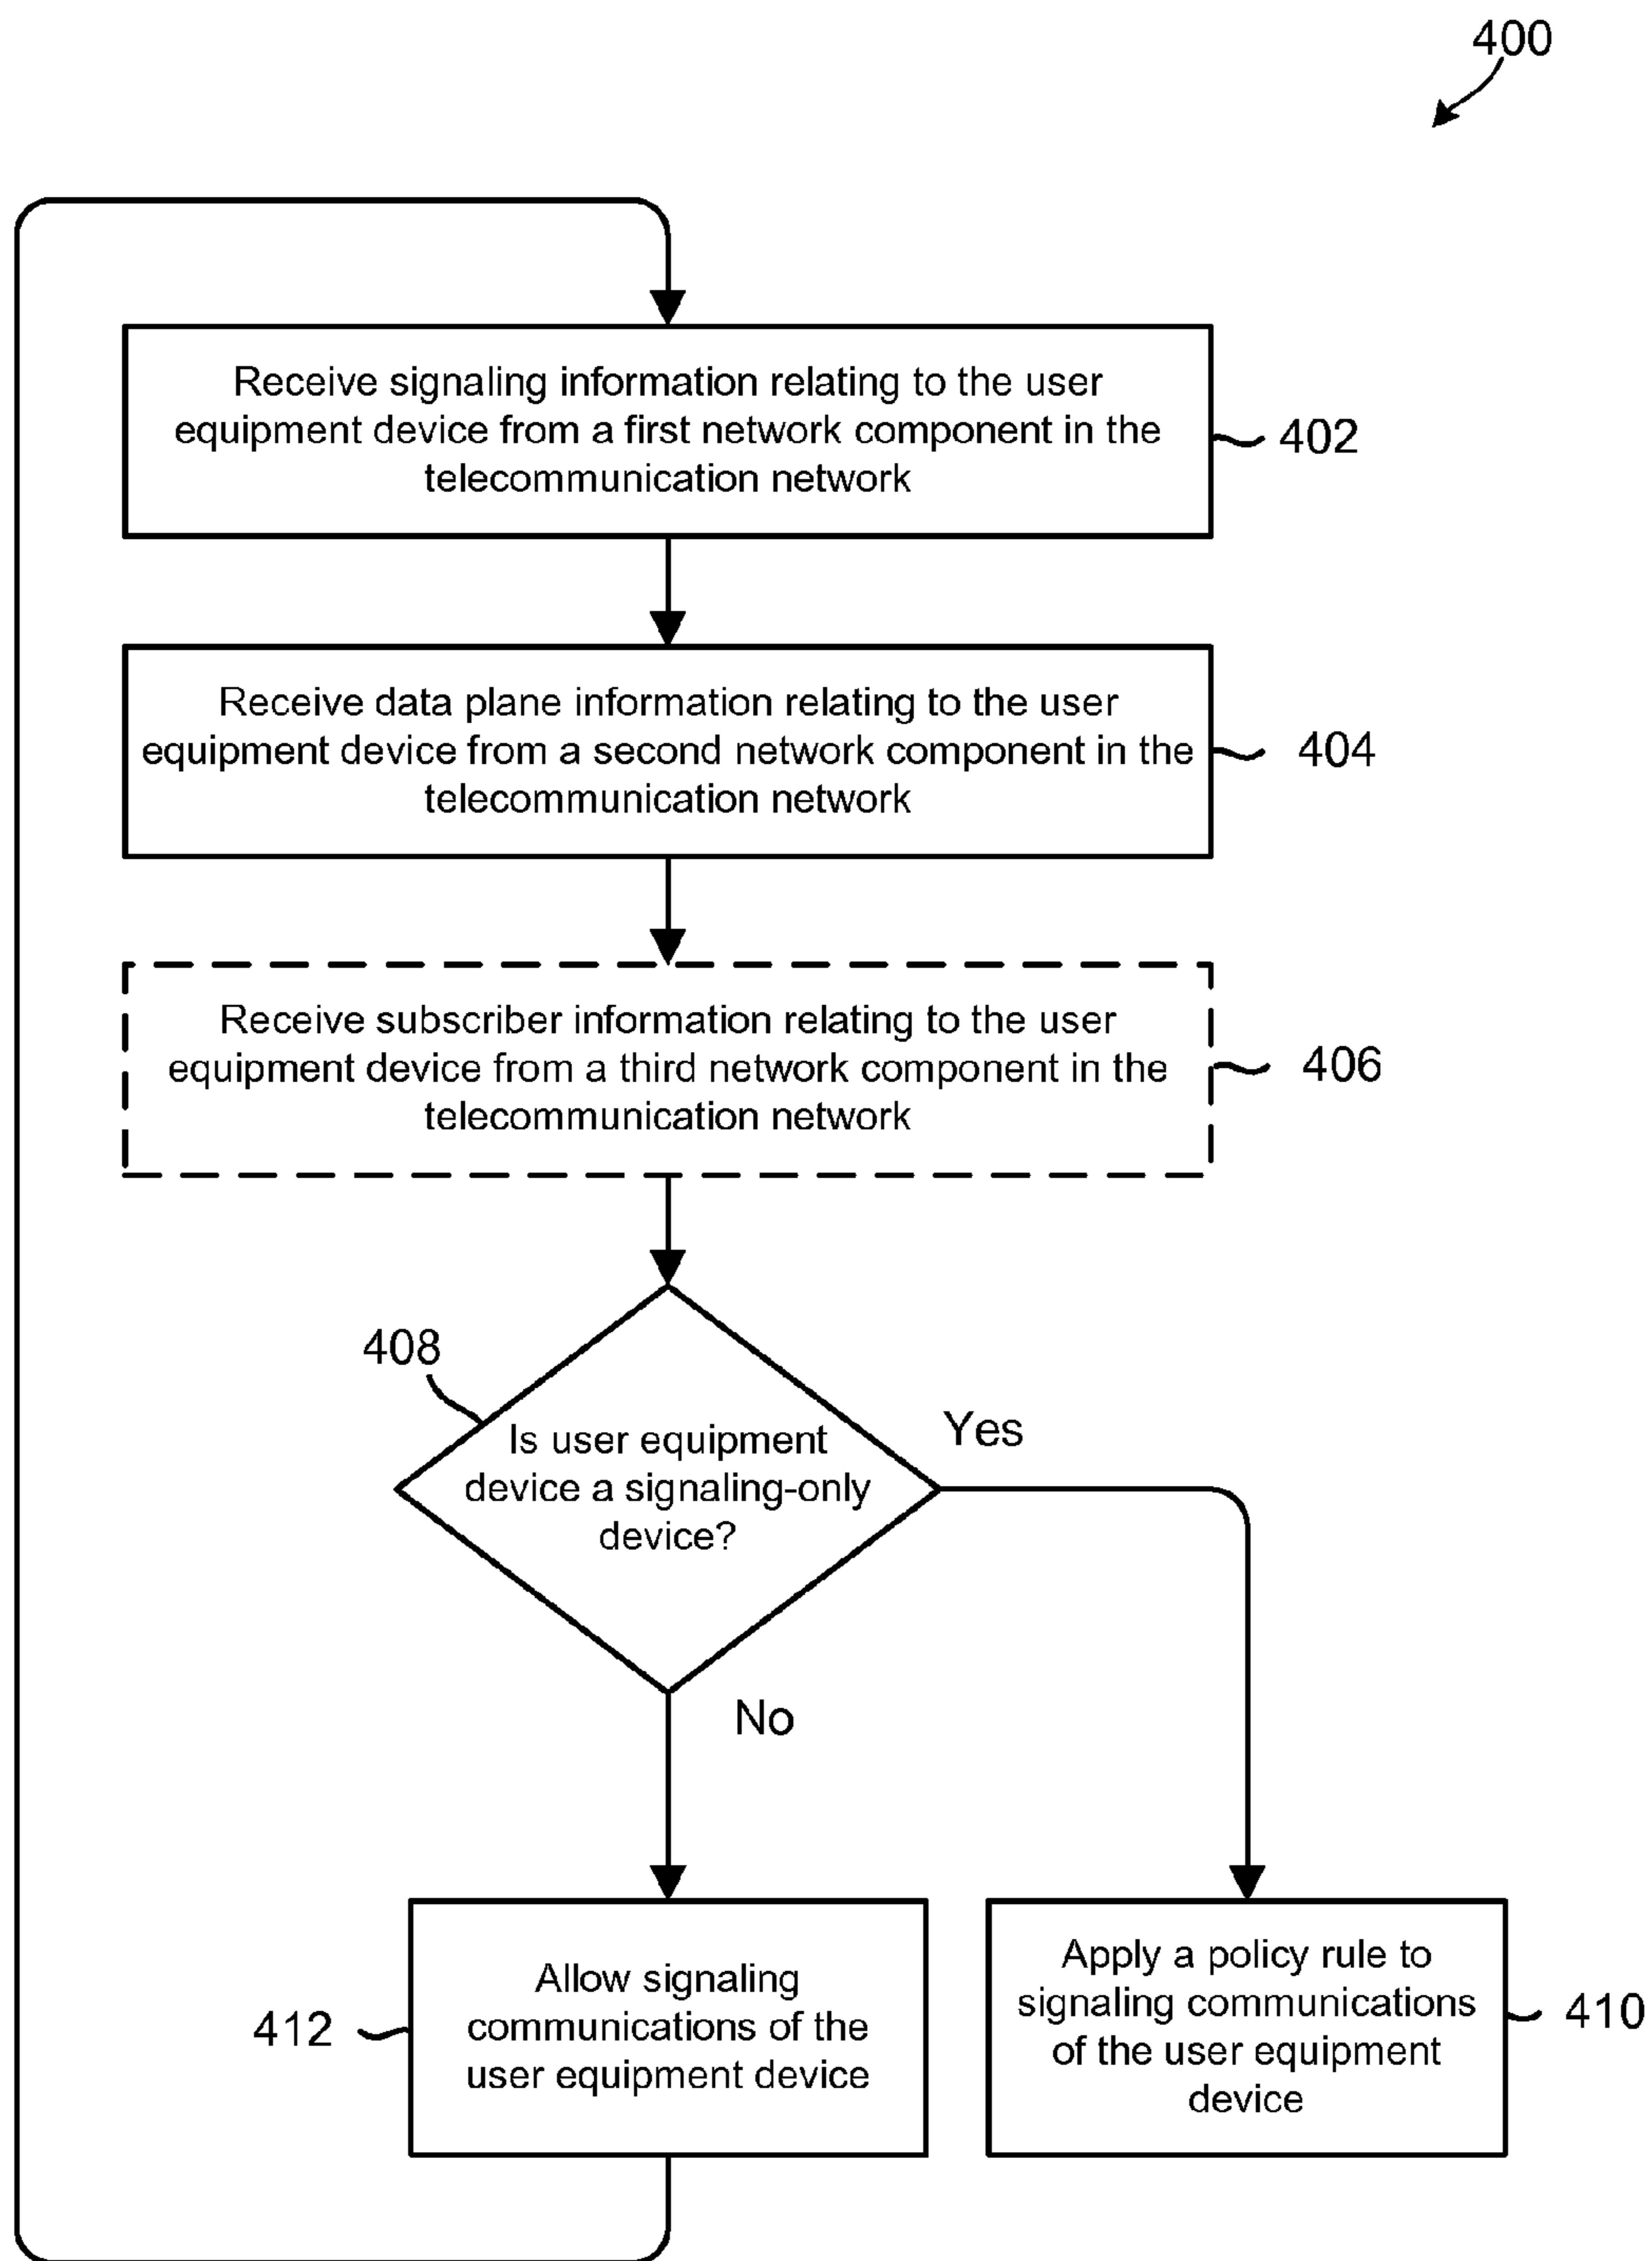 400
Receive signaling information relating to the user
equipment device from a first network component in the
telecommunication network
402
Receive data plane information relating to the user
equipment device from a second network component in the
telecommunication network
404
Receive subscriber information relating to the user
equipment device from a third network component in the
telecommunication network
406
408
Is user equipment
device a signaling-only
device?
Yes
No
Allow signaling
communications of the
user equipment device
412
Apply a policy rule to
signaling communications
of the user equipment
device
410